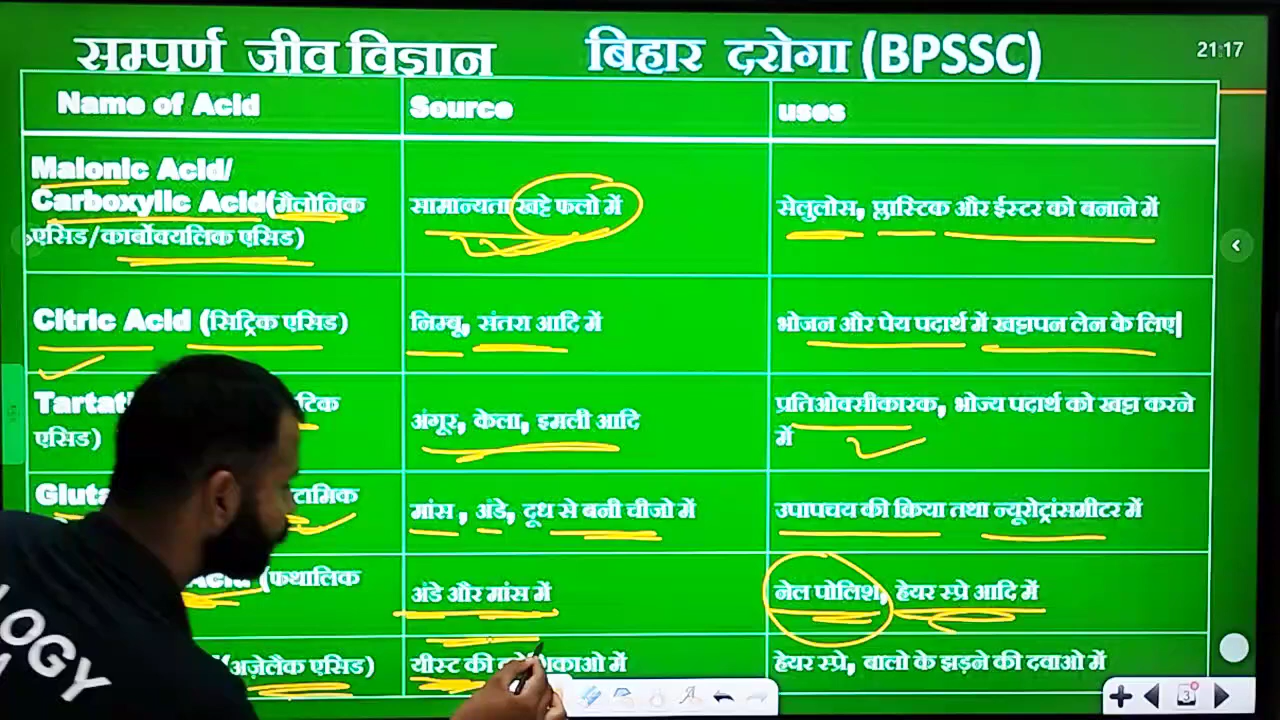 सम्पर्ण जीव विज्ञान बिहार दरोगा (BPSSC)
21:17
Name of Acid Source uses
Malonic Acid/
Carboxylic Acid(मैलोनिक
एसिड/कार्बोक्यलिक एसिड)
सामान्यता खट्टे फलो में
सेलुलोस, प्लास्टिक और ईस्टर को बनाने में
Citric Acid (सिट्रिक एसिड)
निम्बू, संतरा आदि में
भोजन और पेय पदार्थ में खट्टापन लेन के लिए|
एसिड)
अंगूर, केला, इमली आदि
प्रतिओक्सीकारक, भोज्य पदार्थ को खट्टा करने
में
मांस , अंडे, दूध से बनी चीजो में
उपापचय की क्रिया तथा न्यूरोट्रांसमीटर में
(फथालिक
अंडे और मांस में
नेल पोलिश, हेयर स्प्रे आदि में
(अज़ेलैक एसिड)
यीस्ट की
में
हेयर स्प्रे, बालो के झड़ने की दवाओ में
3